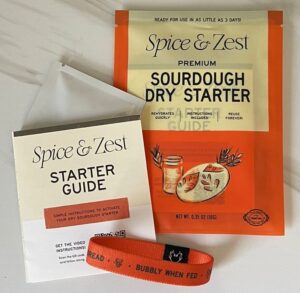 READY FOR USE IN AS LITTLE AS 3 DAYS!
Spice & Zest
PREMIUM
SOURDOUGH
DRY STARTER
REHYDRATES
QUICKLY
INSTRUCTIONS
INCLUDED
REUSE
FOREVER
STARTER
GUIDE
NET WT. 0.35 OZ (10G)
Spice & Zest
STARTER
GUIDE
SIMPLE INSTRUCTIONS TO ACTIVATE
YOUR DRY SOURDOUGH STARTER
GET THE VIDEO
INSTRUCTIONS!
READ · BUBBLY WHEN FED ·